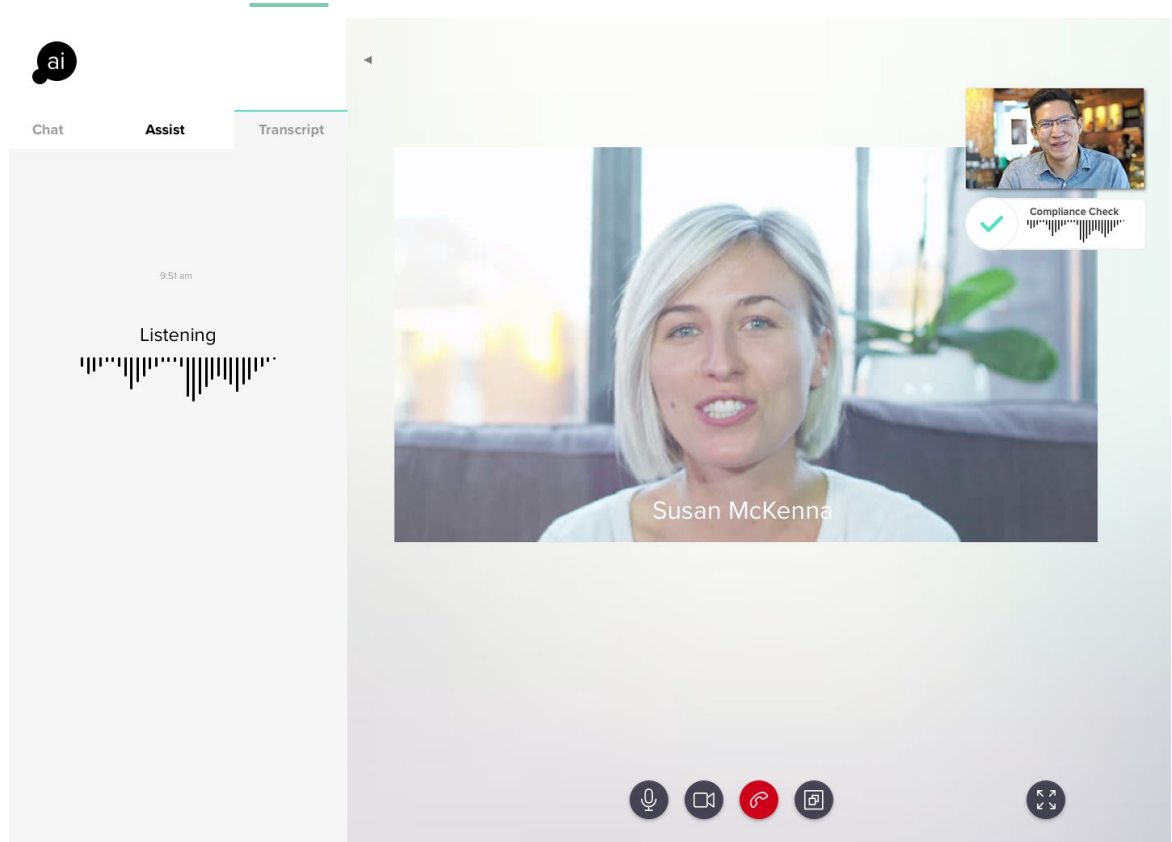 ai
Chat
Assist
Transcript
9:51 am
Listening
Compliance Check
Susan McKenna